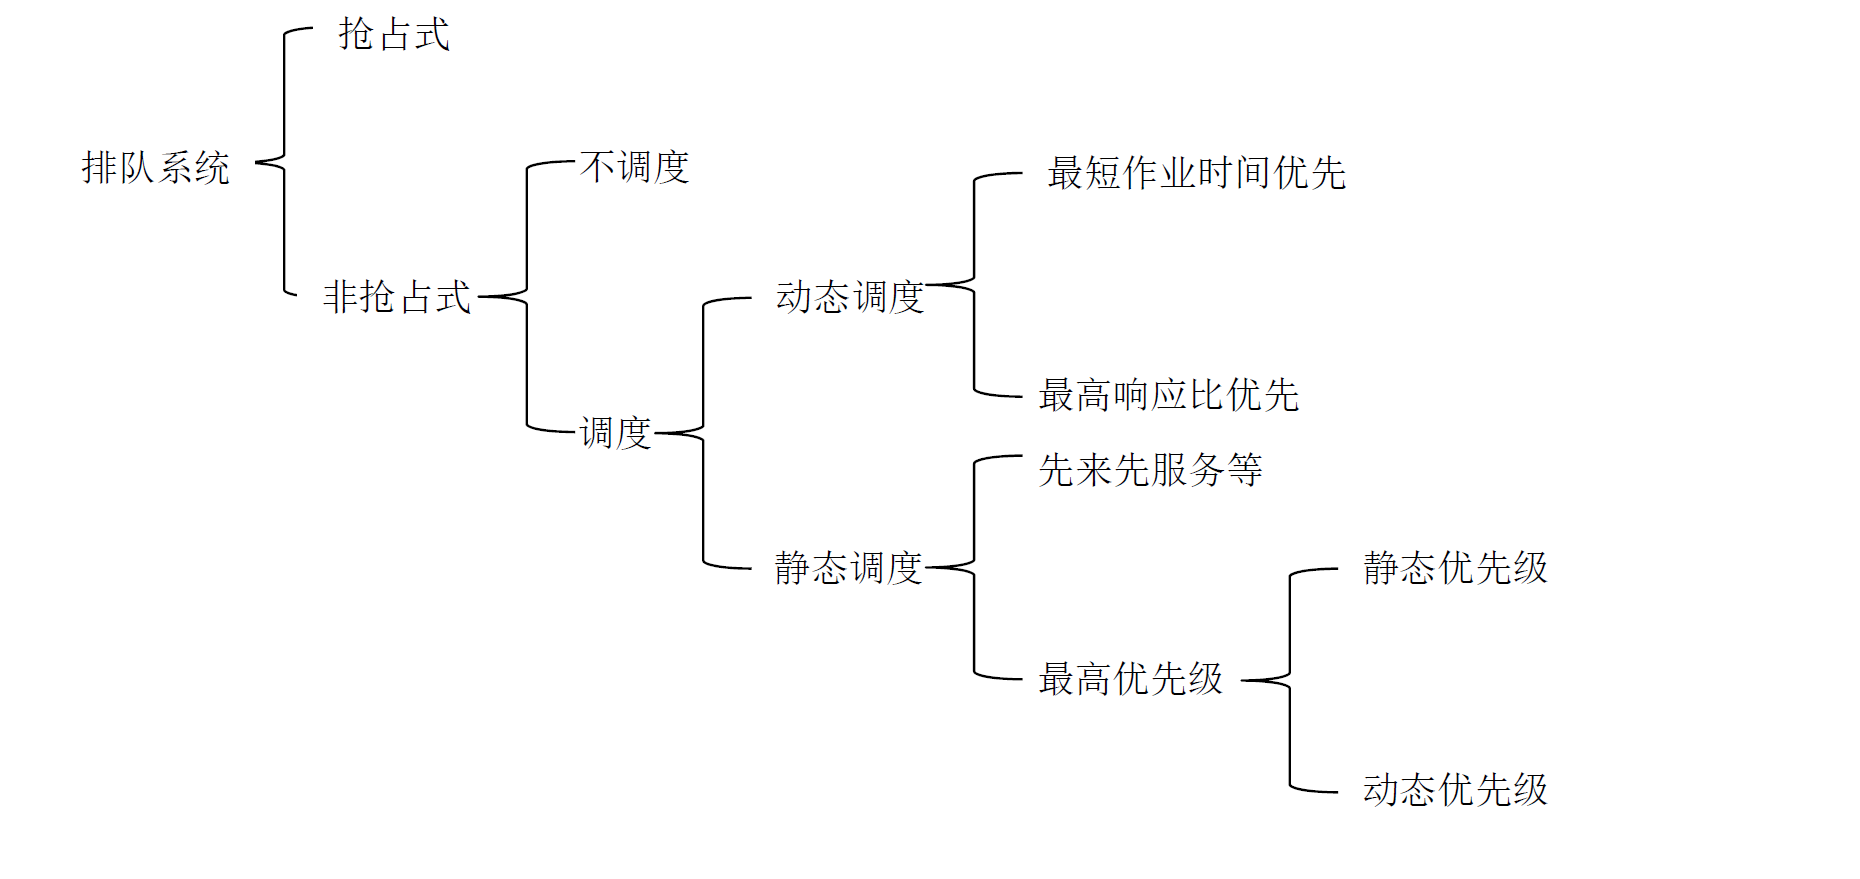 抢占式
排队系统
不调度
最短作业时间优先
非抢占式
动态调度
最高响应比优先
调度
先来先服务等
静态调度
静态优先级
最高优先级
动态优先级